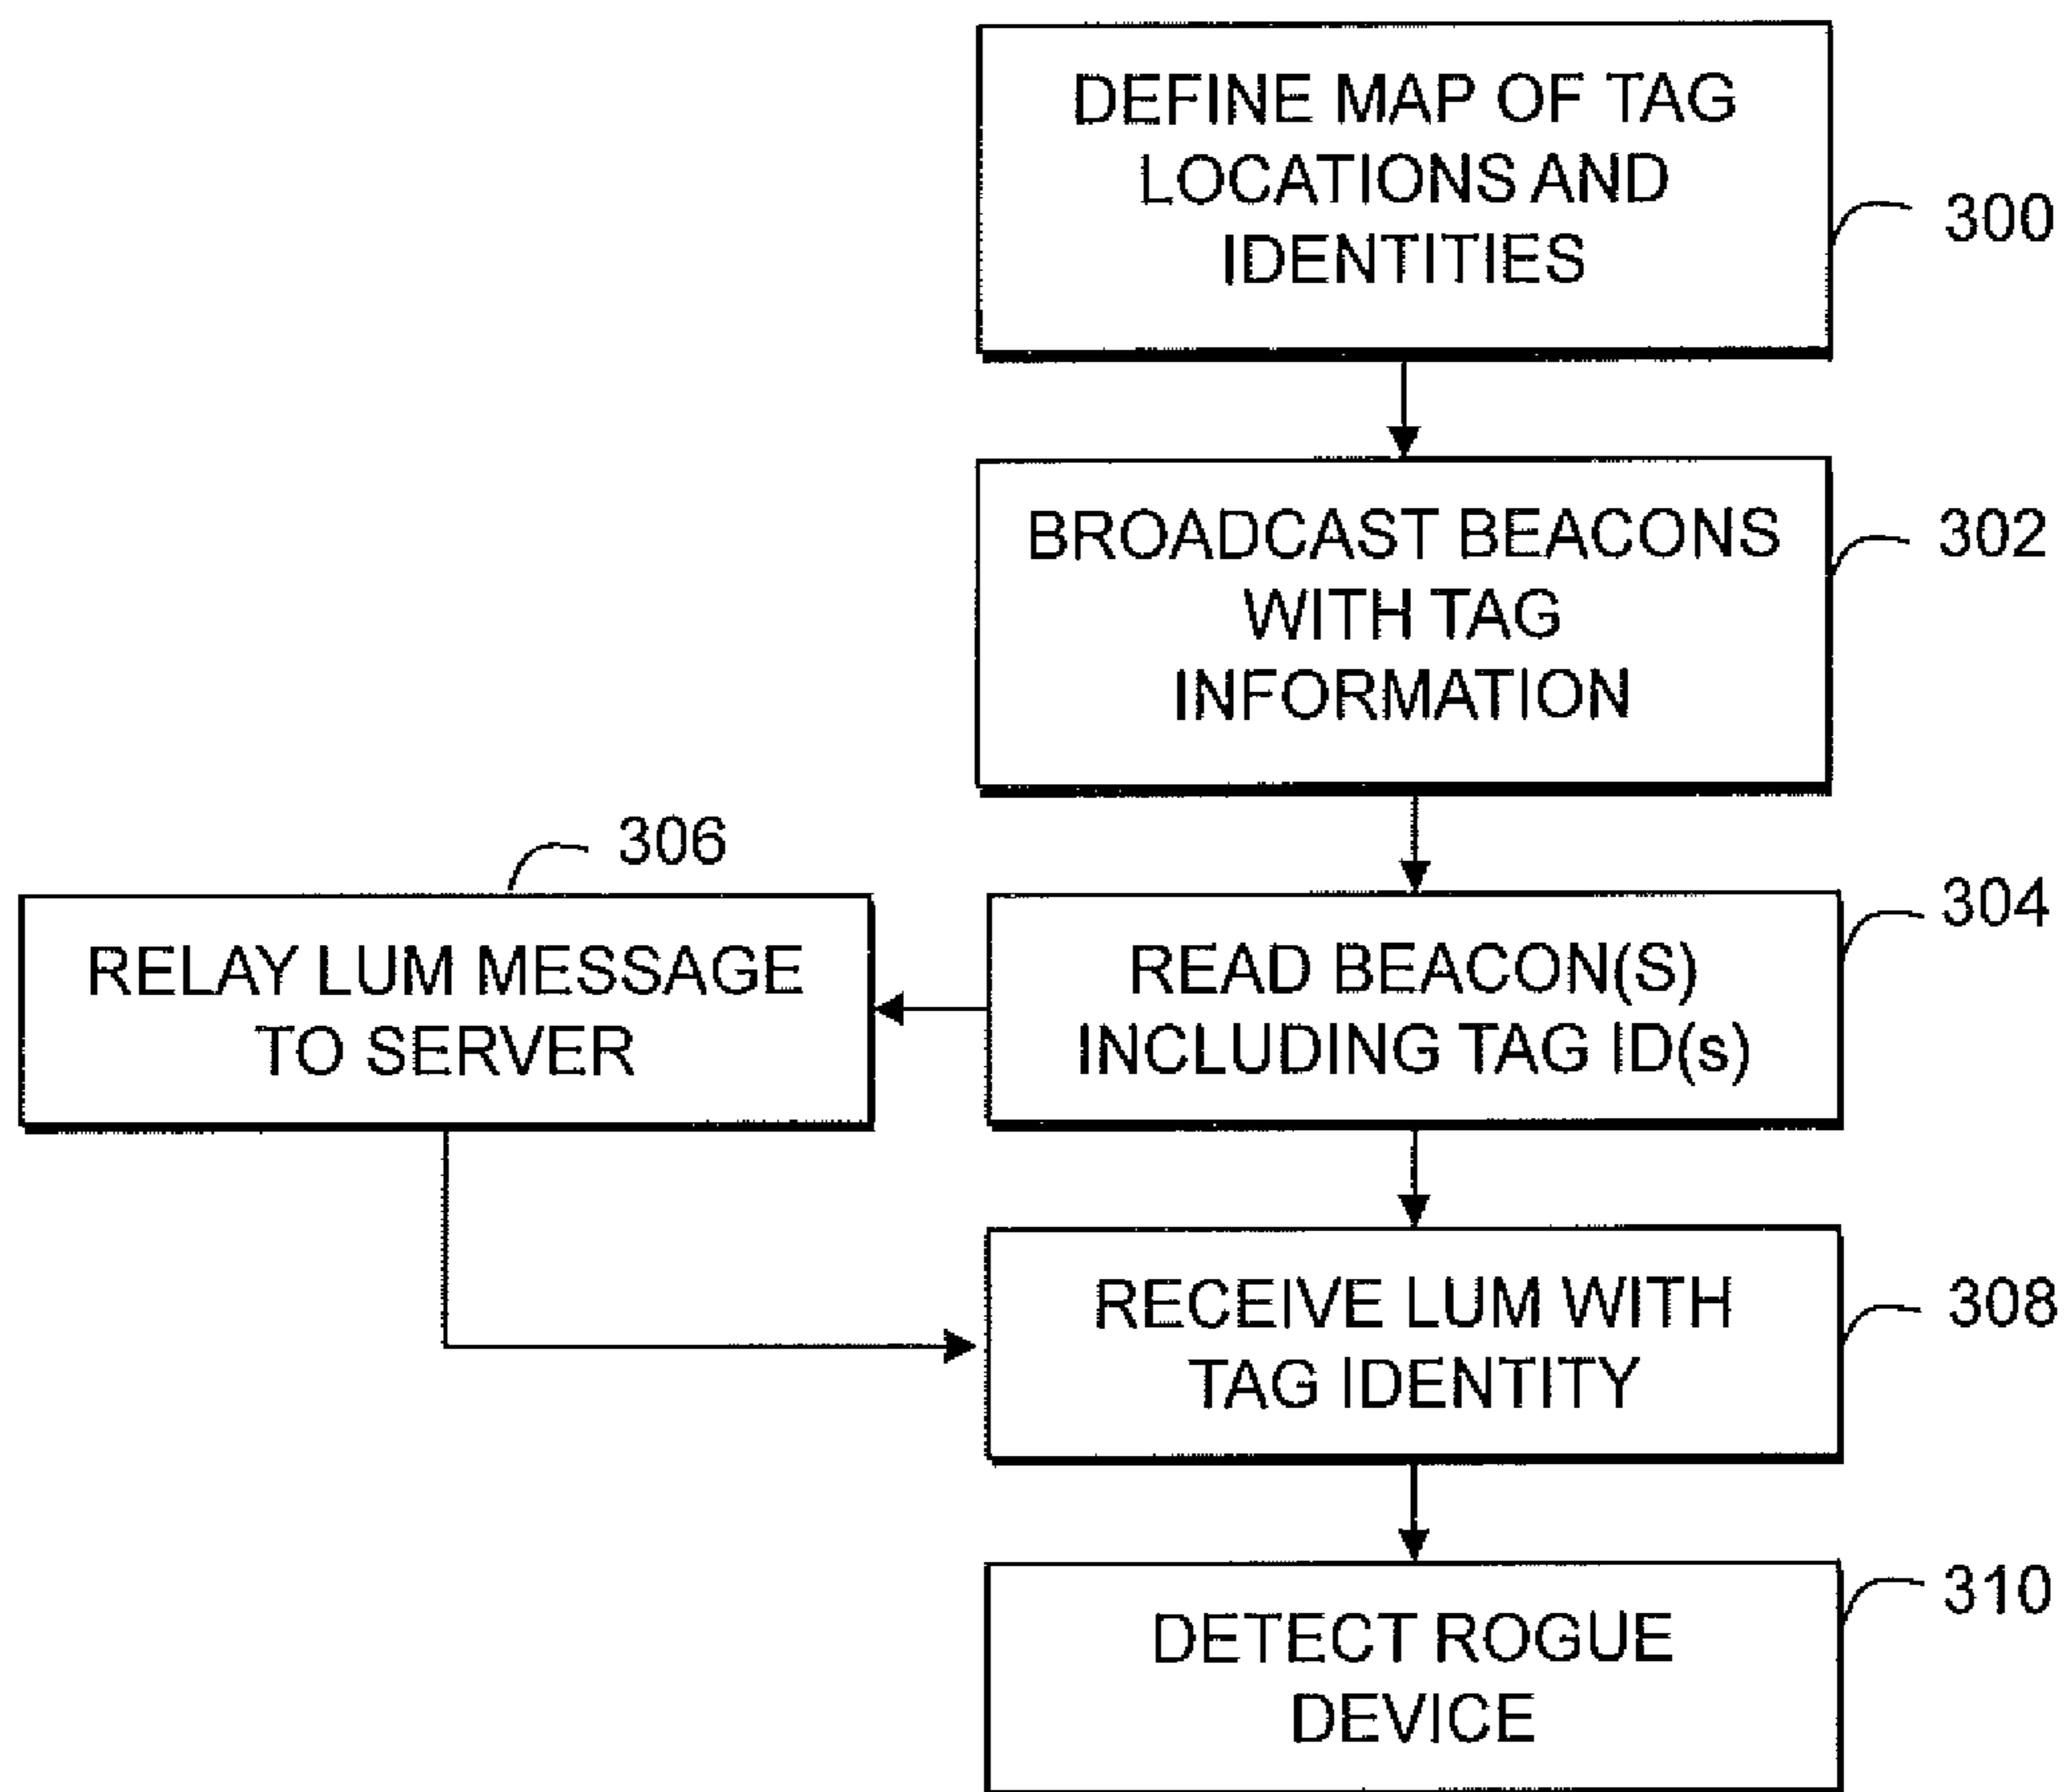 DEFINE MAP OF TAG
LOCATIONS AND
IDENTITIES
300
BROADCAST BEACONS
WITH TAG
INFORMATION
302
306
RELAY LUM MESSAGE
TO SERVER
READ BEACON(S)
INCLUDING TAG ID(s)
304
RECEIVE LUM WITH
TAG IDENTITY
308
DETECT ROGUE
DEVICE
310